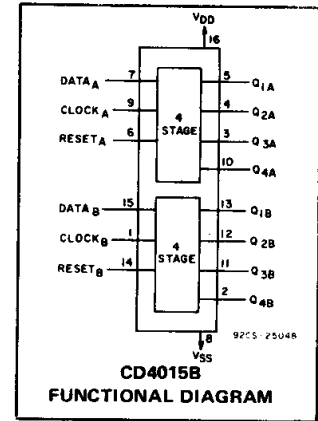 VDD
16
DATAA 7 5 Q1A
CLOCKA 9 4 Q2A
RESETA 6 4 STAGE 3 Q3A
10 Q4A
DATAB 15 13 Q1B
CLOCKB 1 12 Q2B
RESETB 14 4 STAGE 11 Q3B
2 Q4B
8
VSS
92CS-25048
CD4015B
FUNCTIONAL DIAGRAM